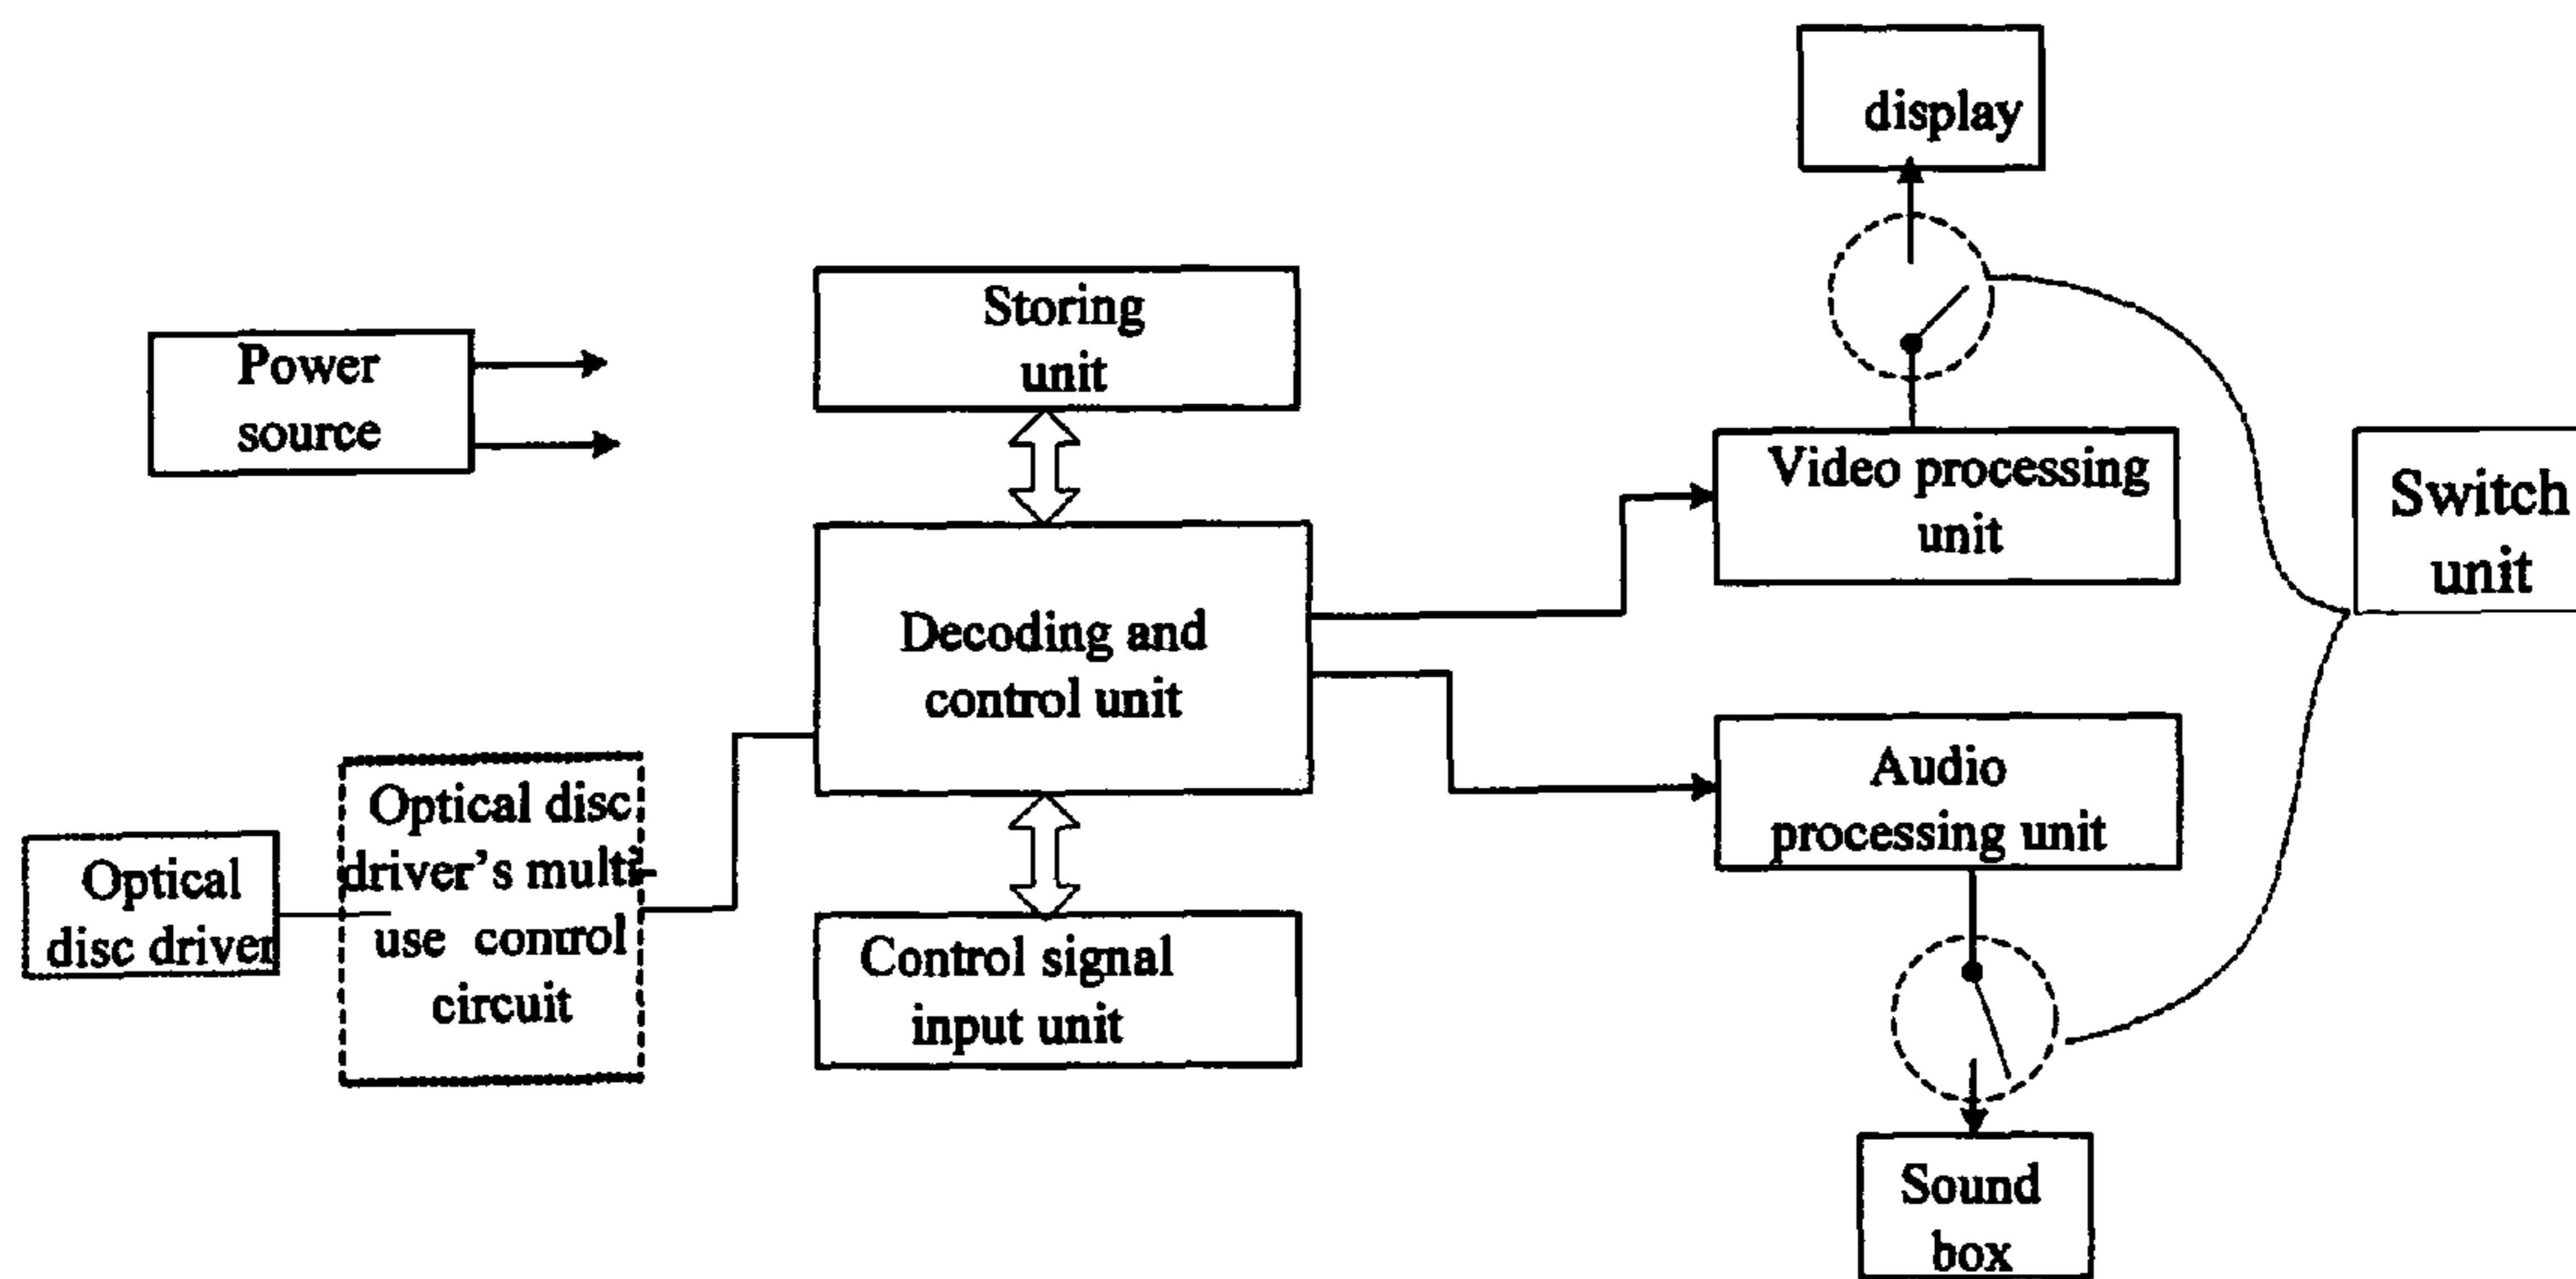 display
Storing
unit
Power
source
Video processing
unit
Switch
unit
Decoding and
control unit
Audio
processing unit
Optical disc
driver's multi-
use control
circuit
Optical
disc driver
Control signal
input unit
Sound
box